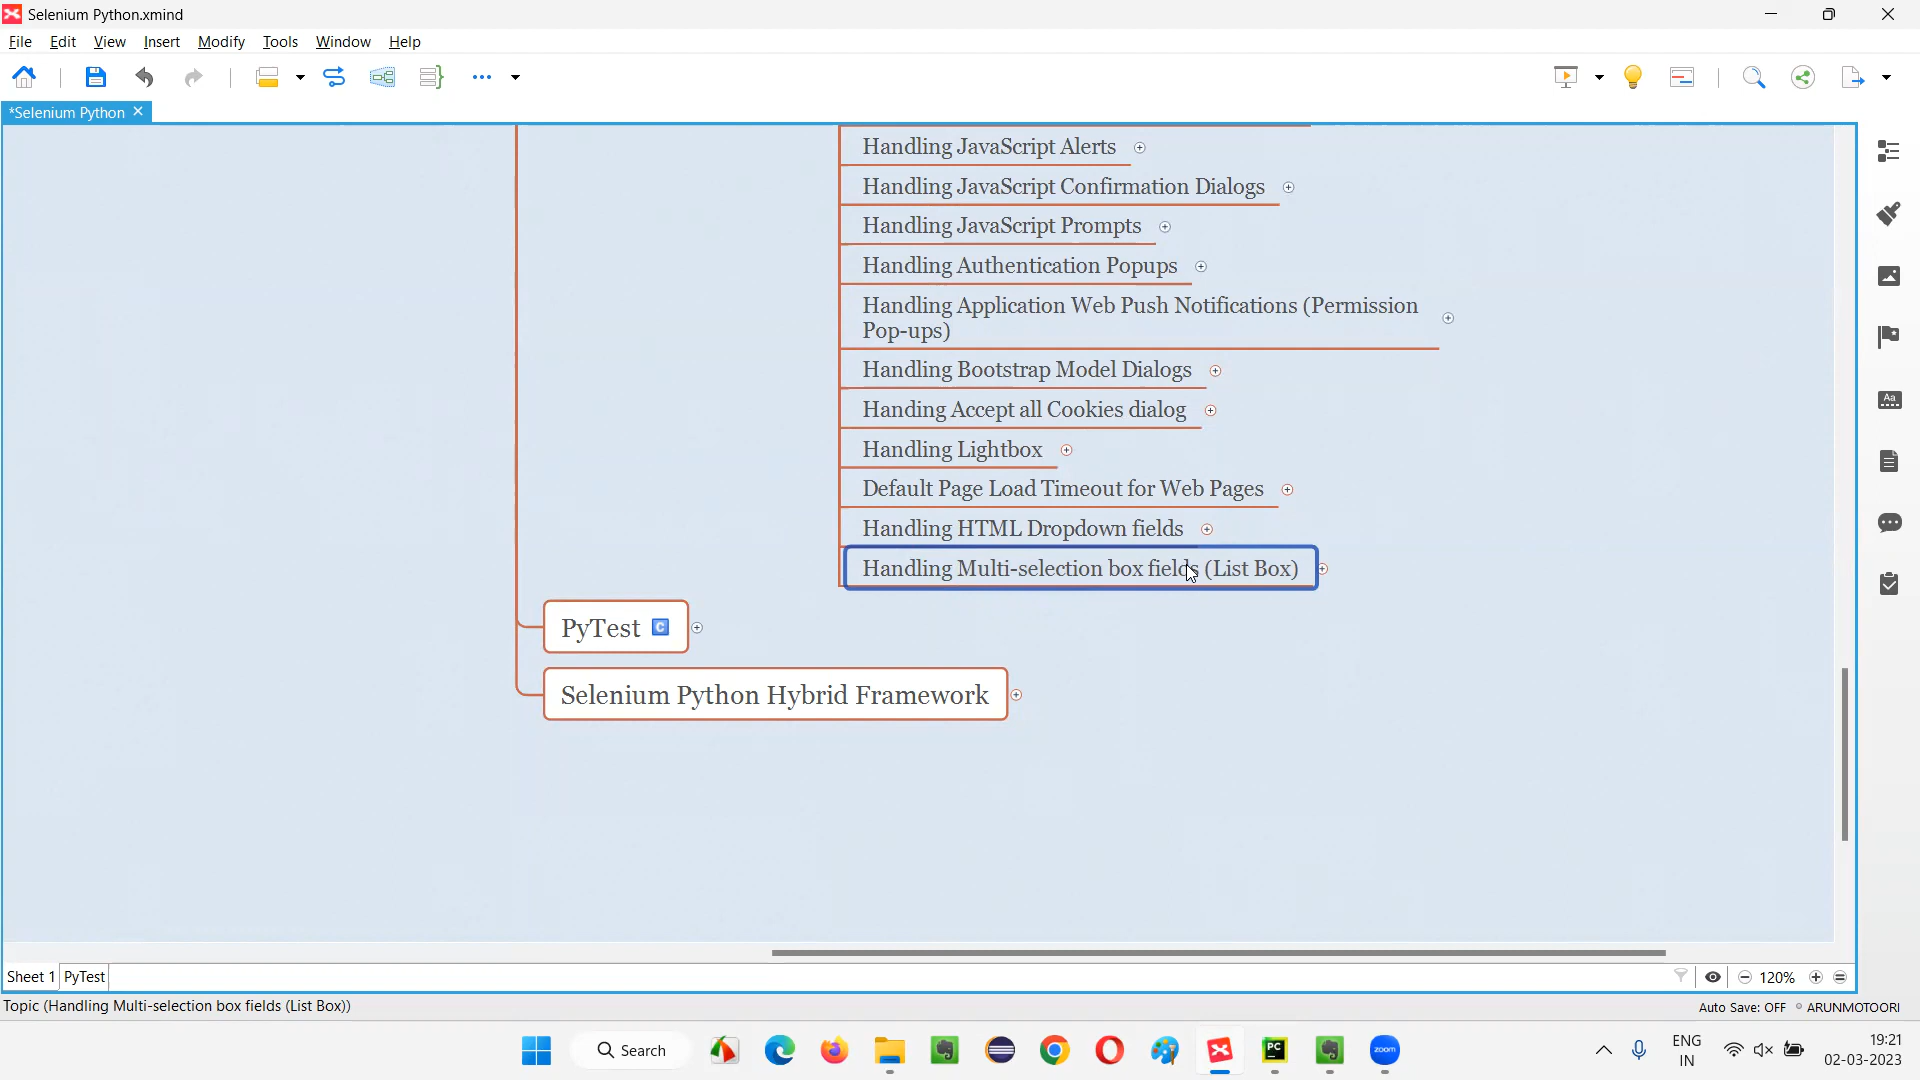 Selenium Python.xmind
File Edit View Insert Modify Tools Window Help
*Selenium Python
Handling JavaScript Alerts
Handling JavaScript Confirmation Dialogs
Handling JavaScript Prompts
Handling Authentication Popups
Handling Application Web Push Notifications (Permission
Pop-ups)
Handling Bootstrap Model Dialogs
Handing Accept all Cookies dialog
Handling Lightbox
Default Page Load Timeout for Web Pages
Handling HTML Dropdown fields
Handling Multi-selection box fields (List Box)
PyTest C
Selenium Python Hybrid Framework
Aa
Sheet 1 PyTest
120%
Topic (Handling Multi-selection box fields (List Box))
Auto Save: OFF ARUNMOTOORI
Search
PC
zoom
ENG
IN
19:21
02-03-2023